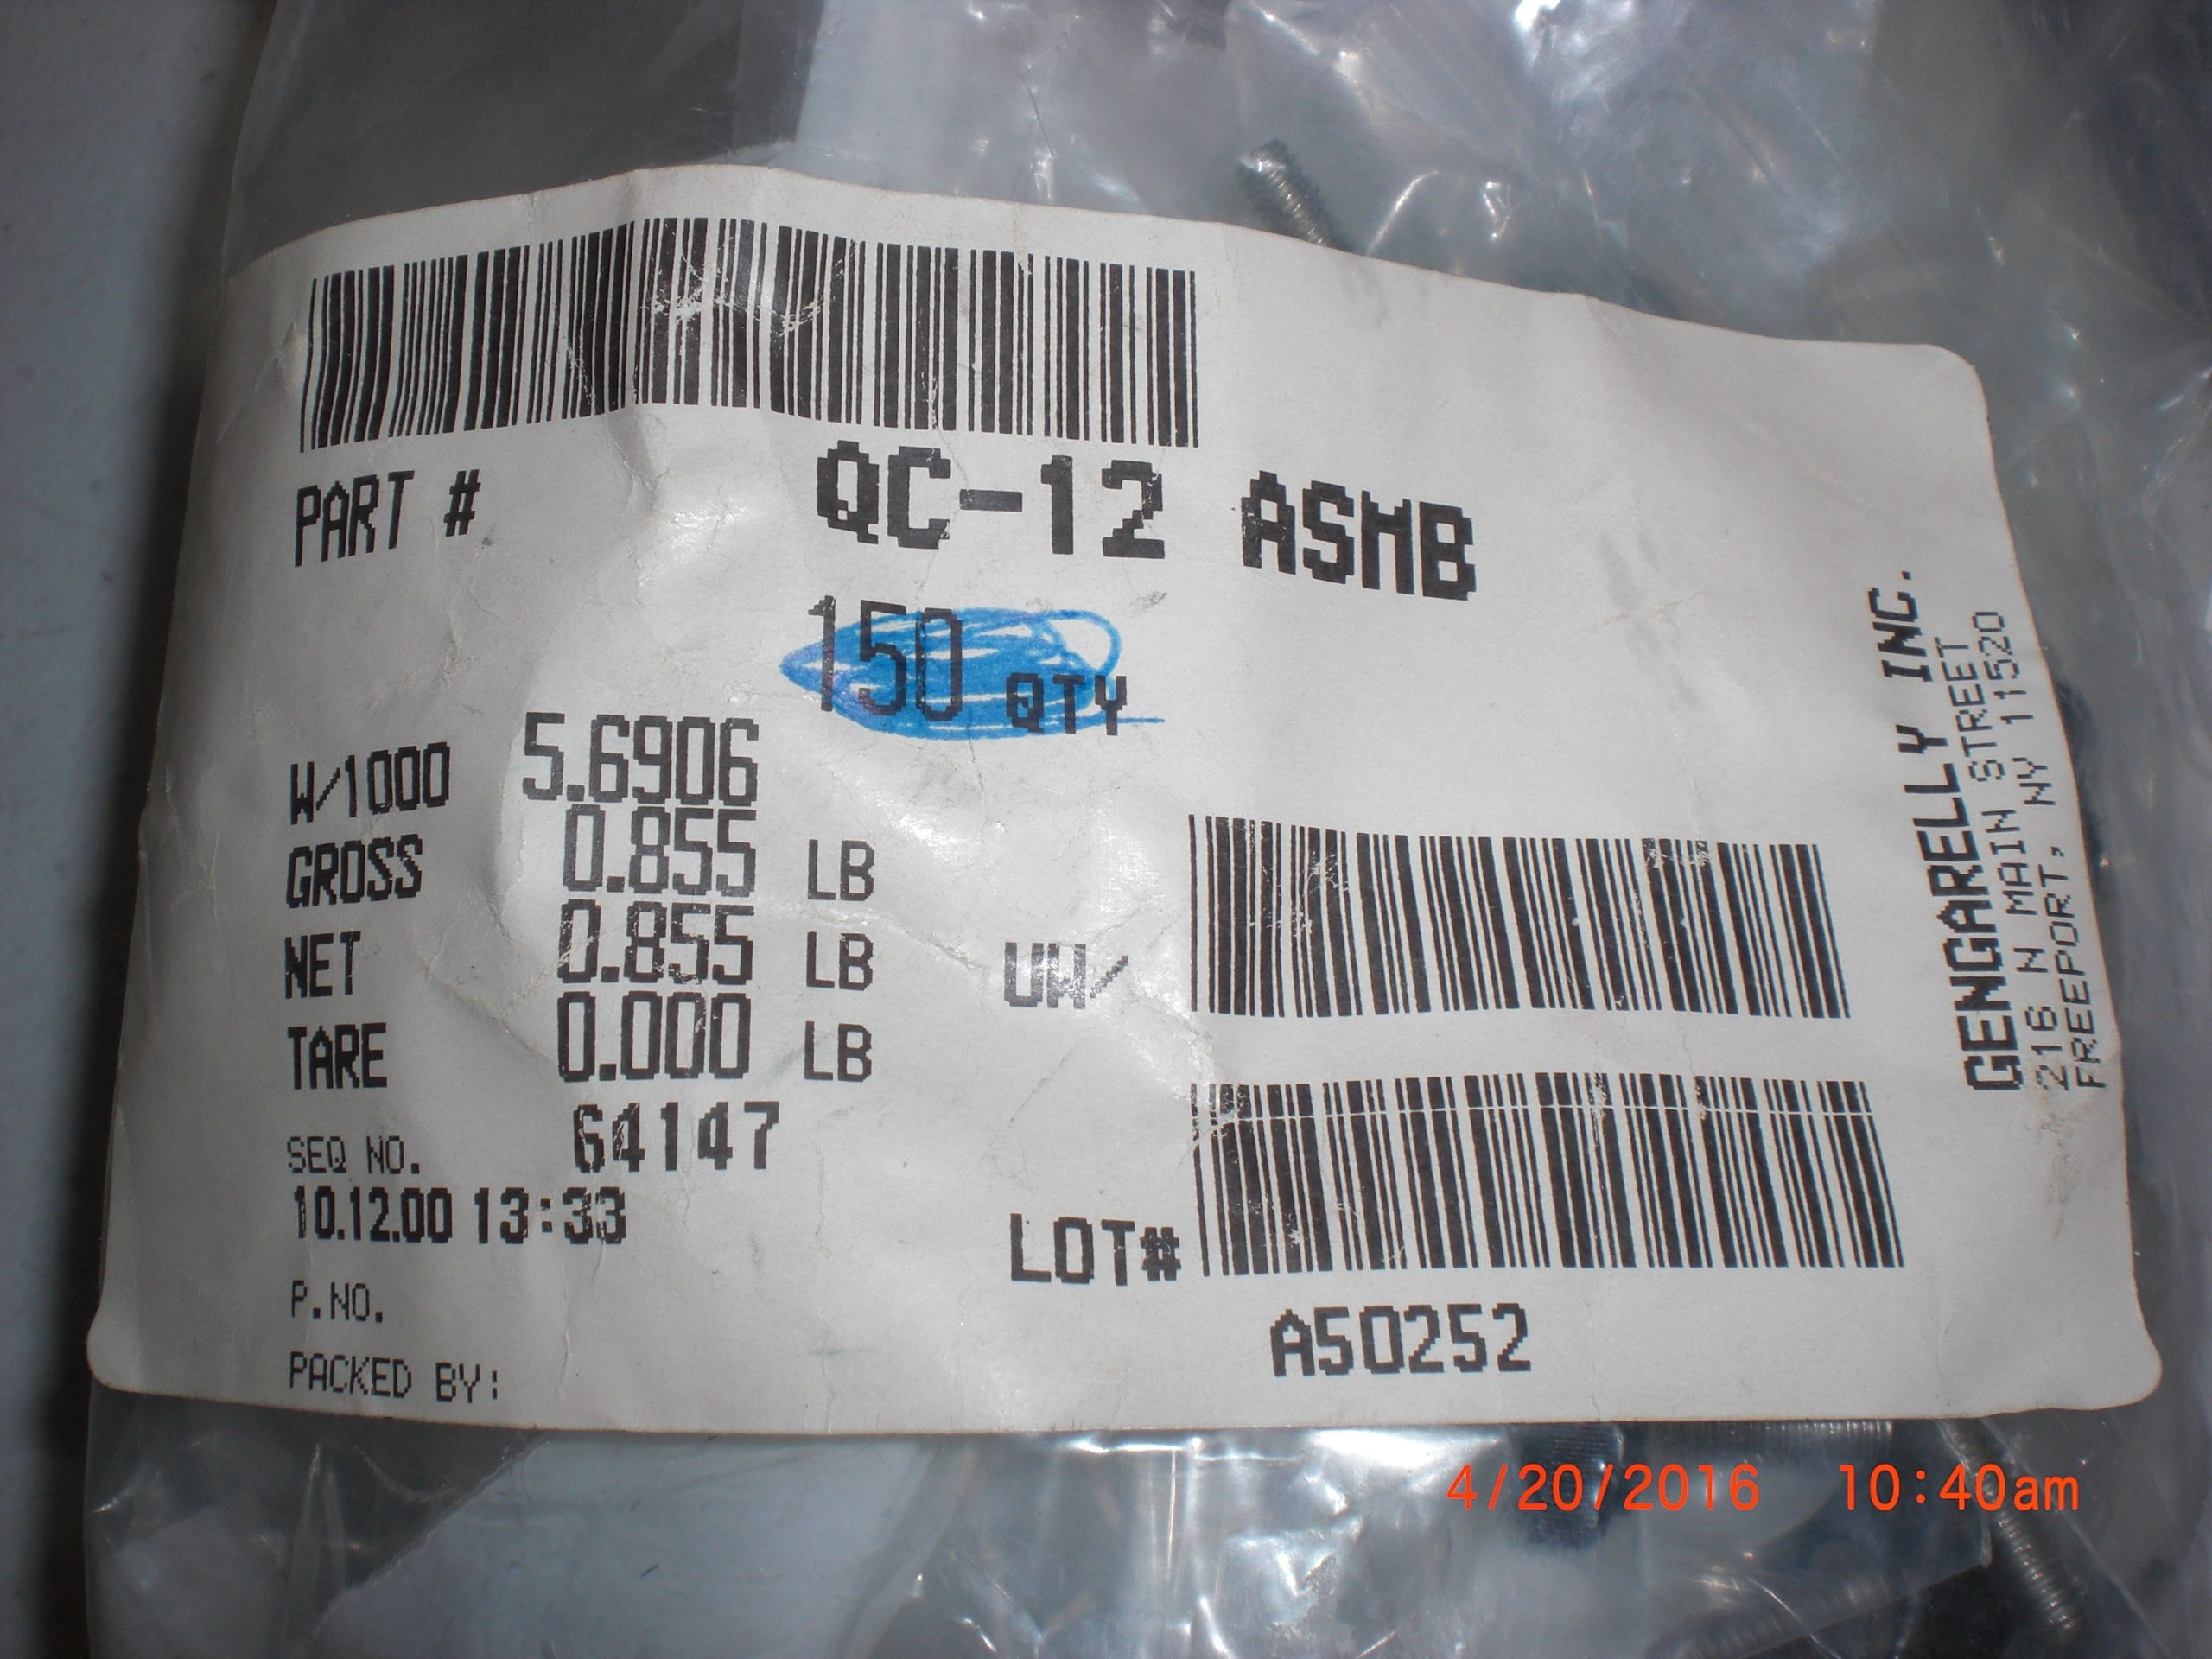 PART # QC-12 ASMB
150 QTY
W/1000 5.6906
GROSS 0.855 LB
NET 0.855 LB
TARE 0.000 LB
UW/
SEQ NO. 64147
10.12.00 13:33
LOT#
A50252
P.NO.
PACKED BY:
GENGARELLY INC.
216 N MAIN STREET
FREEPORT, NY 11520
4/20/2016 10:40am